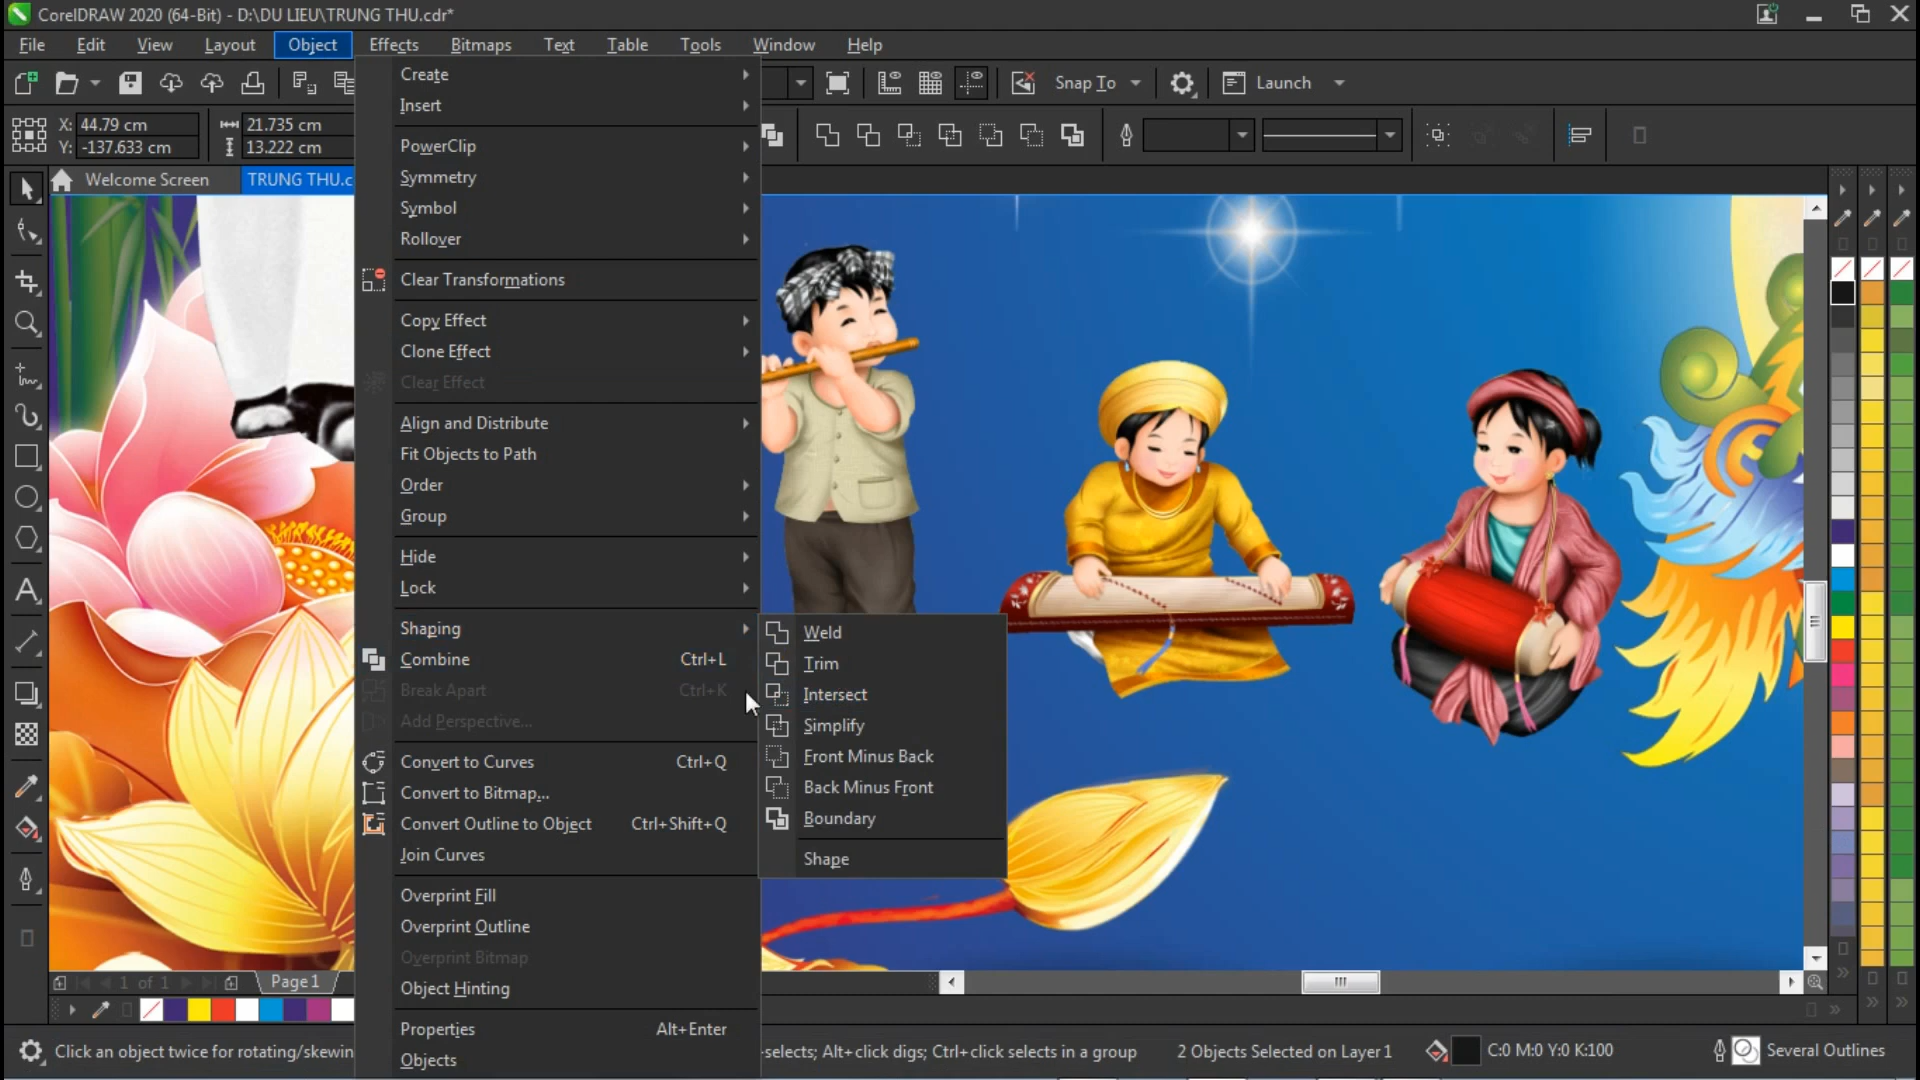 CorelDRAW 2020 (64-Bit) - D:\DU LIEU\TRUNG THU.cdr*
File Edit View Layout Object Effects Bitmaps Text Table Tools Window Help
Snap To Launch
X: 44.79 cm 21.735 cm
Y: -137.633 cm 13.222 cm
Welcome Screen TRUNG THU.c
Create
Insert
PowerClip
Symmetry
Symbol
Rollover
Clear Transformations
Copy Effect
Clone Effect
Clear Effect
Align and Distribute
Fit Objects to Path
Order
Group
Hide
Lock
Shaping
Combine Ctrl+L
Break Apart Ctrl+K
Add Perspective...
Convert to Curves Ctrl+Q
Convert to Bitmap...
Convert Outline to Object Ctrl+Shift+Q
Join Curves
Overprint Fill
Overprint Outline
Overprint Bitmap
Object Hinting
Properties Alt+Enter
Objects
Weld
Trim
Intersect
Simplify
Front Minus Back
Back Minus Front
Boundary
Shape
1 of 1 Page 1
Click an object twice for rotating/skewin -selects; Alt+click digs; Ctrl+click selects in a group 2 Objects Selected on Layer 1 C:0 M:0 Y:0 K:100 Several Outlines